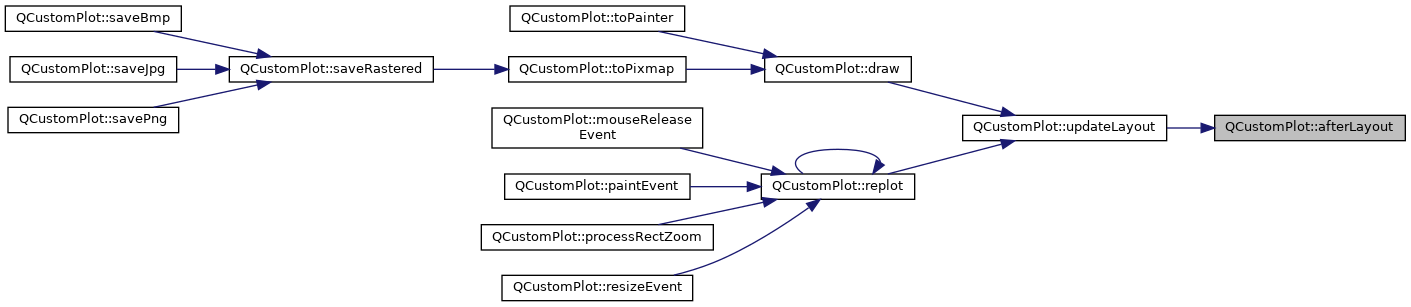 QCustomPlot::saveBmp
QCustomPlot::toPainter
QCustomPlot::saveJpg
QCustomPlot::saveRastered
QCustomPlot::toPixmap
QCustomPlot::draw
QCustomPlot::savePng
QCustomPlot::mouseRelease
Event
QCustomPlot::updateLayout
QCustomPlot::afterLayout
QCustomPlot::paintEvent
QCustomPlot::replot
QCustomPlot::processRectZoom
QCustomPlot::resizeEvent